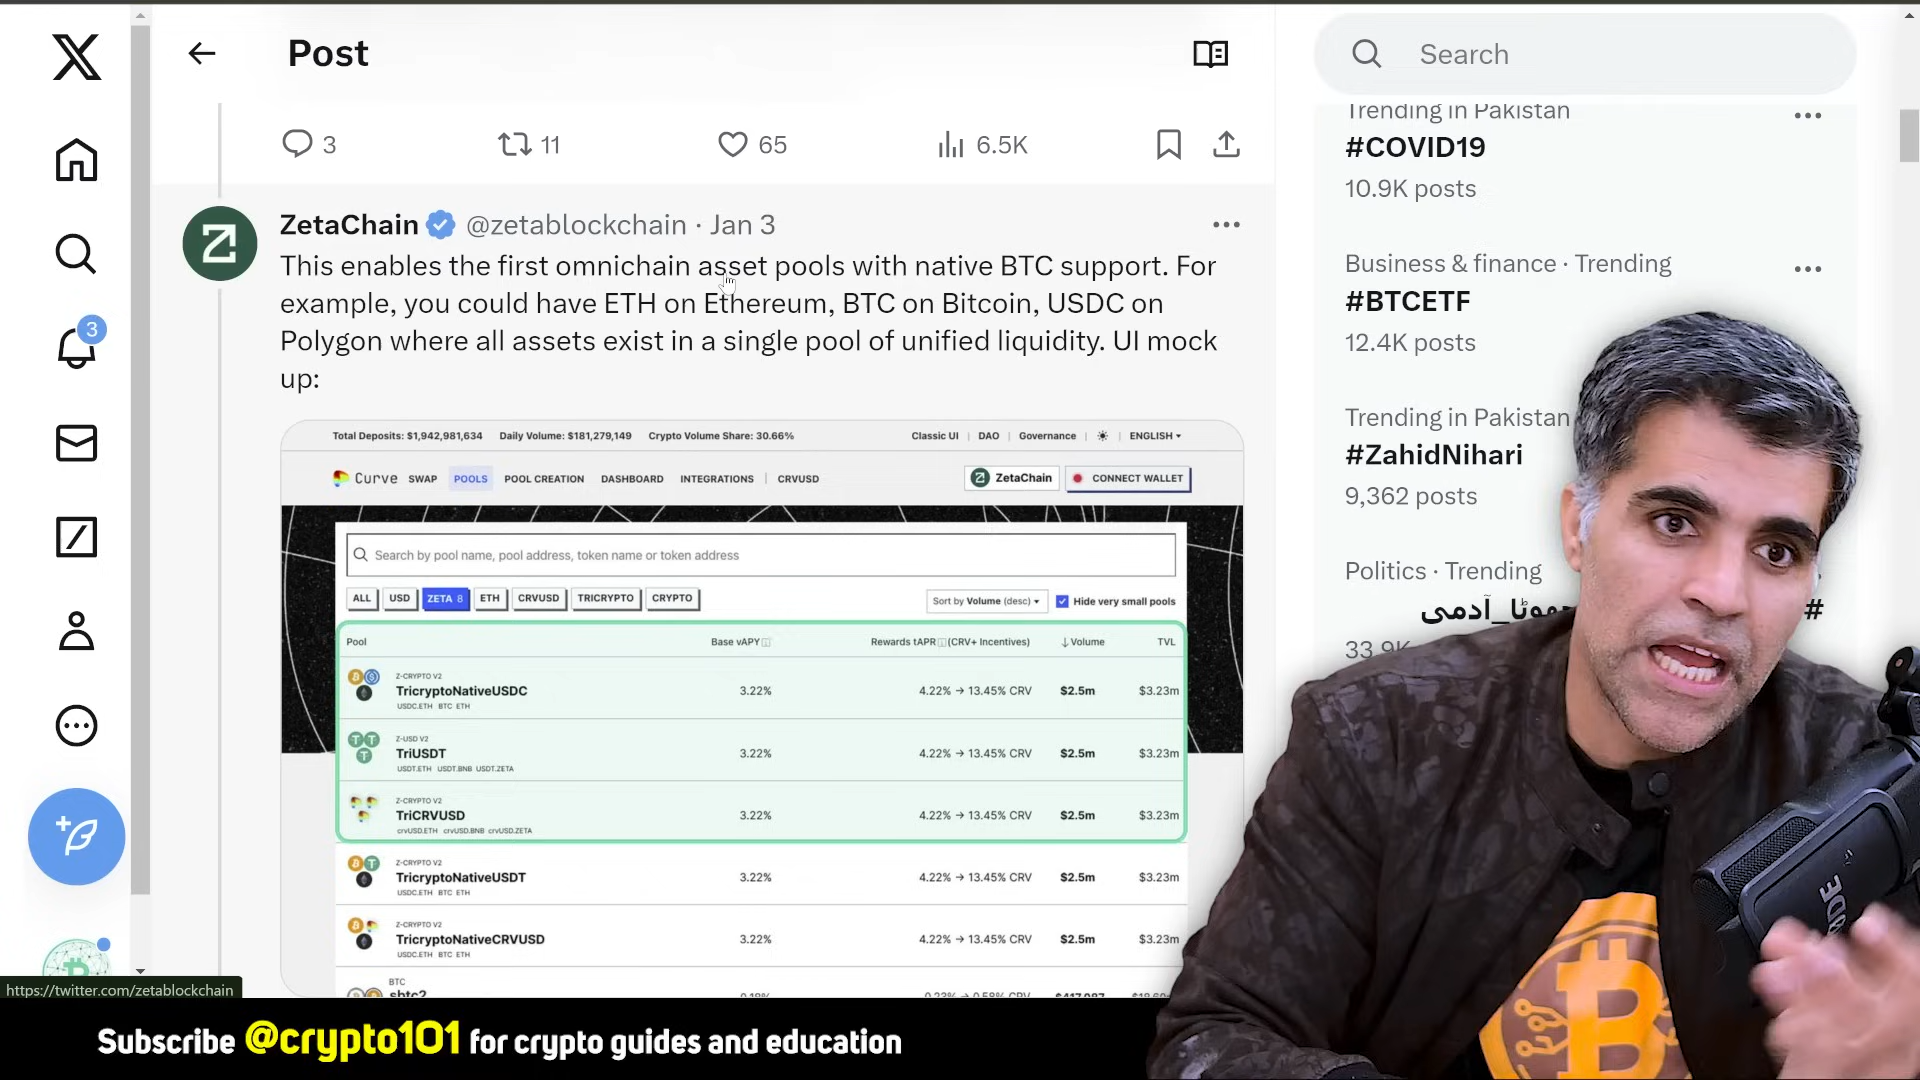 Post
Search
3
11
65
6.5K
ZetaChain @zetablockchain · Jan 3
This enables the first omnichain asset pools with native BTC support. For
example, you could have ETH on Ethereum, BTC on Bitcoin, USDC on
Polygon where all assets exist in a single pool of unified liquidity. UI mock
up:
Total Deposits: $1,942,981,634 Daily Volume: $181,279,149 Crypto Volume Share: 30.66% Classic UI | DAO | Governance | ENGLISH
Curve SWAP POOLS POOL CREATION DASHBOARD INTEGRATIONS | CRVUSD ZetaChain CONNECT WALLET
Search by pool name, pool address, token name or token address
ALL USD ZETA 8 ETH CRVUSD TRICRYPTO CRYPTO Sort by Volume (desc) Hide very small pools
Pool Base vAPY Rewards tAPR (CRV+ Incentives) ↓ Volume TVL
Z-CRYPTO V2
TricryptoNativeUSDC 3.22% 4.22% → 13.45% CRV $2.5m $3.23m
USDC.ETH BTC ETH
Z-USD V2
TriUSDT 3.22% 4.22% → 13.45% CRV $2.5m $3.23m
USDT.ETH USDT.BNB USDT.ZETA
Z-CRYPTO V2
TriCRVUSD 3.22% 4.22% → 13.45% CRV $2.5m $3.23m
crvUSD.ETH crvUSD.BNB crvUSD.ZETA
Z-CRYPTO V2
TricryptoNativeUSDT 3.22% 4.22% → 13.45% CRV $2.5m $3.23m
USDC.ETH BTC ETH
Z-CRYPTO V2
TricryptoNativeCRVUSD 3.22% 4.22% → 13.45% CRV $2.5m $3.23m
USDC.ETH BTC ETH
BTC
sbtc2
Trending in Pakistan
#COVID19
10.9K posts
Business & finance · Trending
#BTCETF
12.4K posts
Trending in Pakistan
#ZahidNihari
9,362 posts
Politics · Trending
آدمی
33.9K
3
https://twitter.com/zetablockchain
Subscribe @crypto101 for crypto guides and education